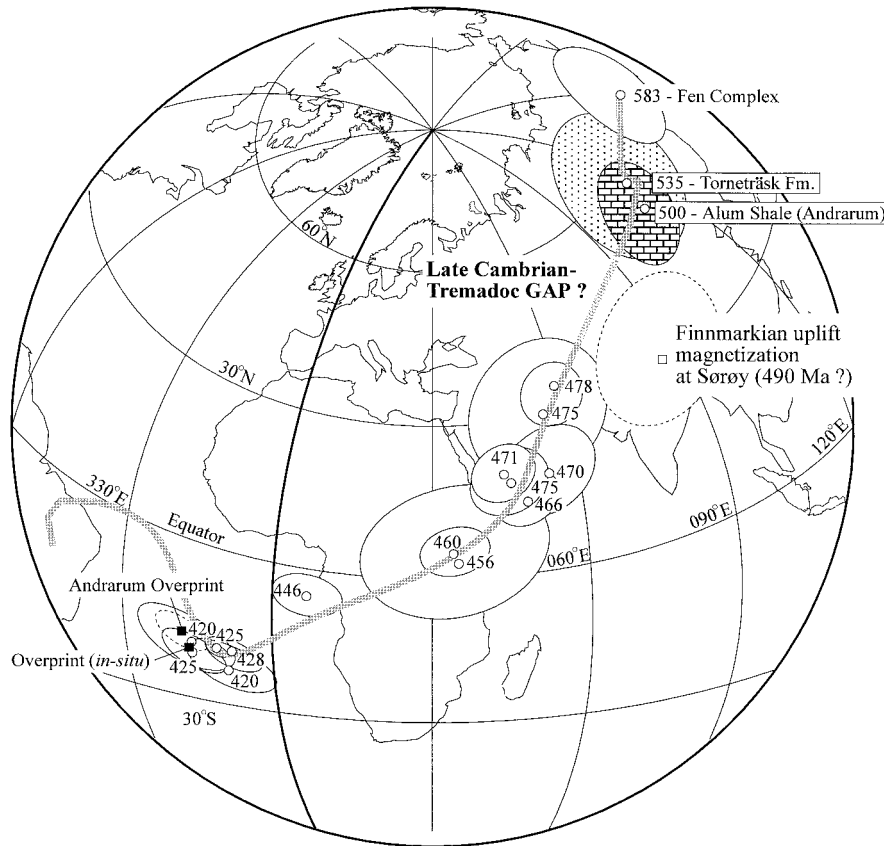 583 - Fen Complex
535 - Torneträsk Fm.
500 - Alum Shale (Andrarum)
60°N
Late Cambrian-
Tremadoc GAP ?
Finnmarkian uplift
magnetization
at Sørøy (490 Ma ?)
30°N
478
475
120°E
471
470
475
466
330°E
090°E
Equator
460
456
060°E
Andrarum Overprint
446
420
425
Overprint (in-situ)
428
425
420
30°S